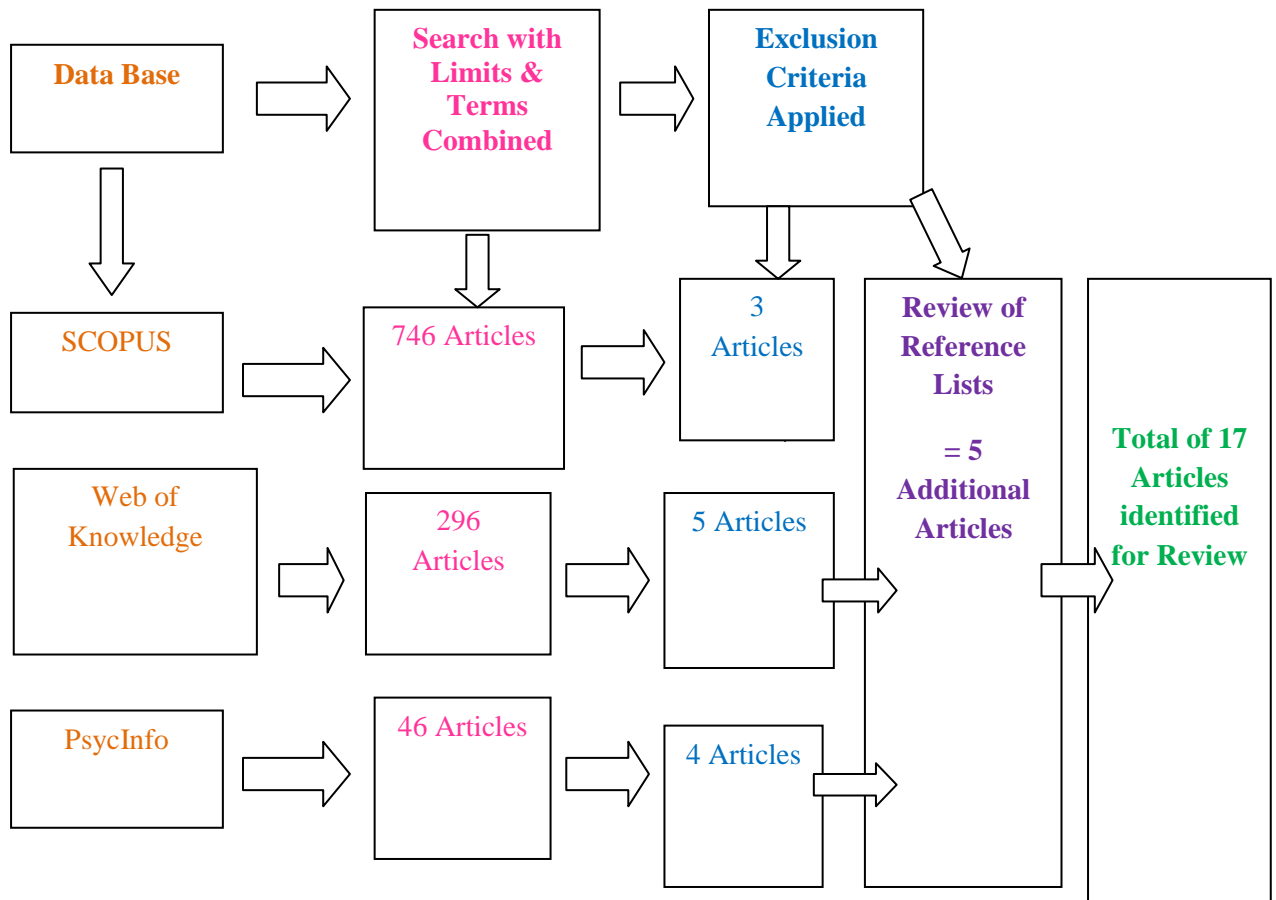 Data Base
Search with
Limits &
Terms
Combined
Exclusion
Criteria
Applied
SCOPUS
746 Articles
3
Articles
Review of
Reference
Lists
= 5
Additional
Articles
Total of 17
Articles
identified
for Review
Web of
Knowledge
296
Articles
5 Articles
PsycInfo
46 Articles
4 Articles